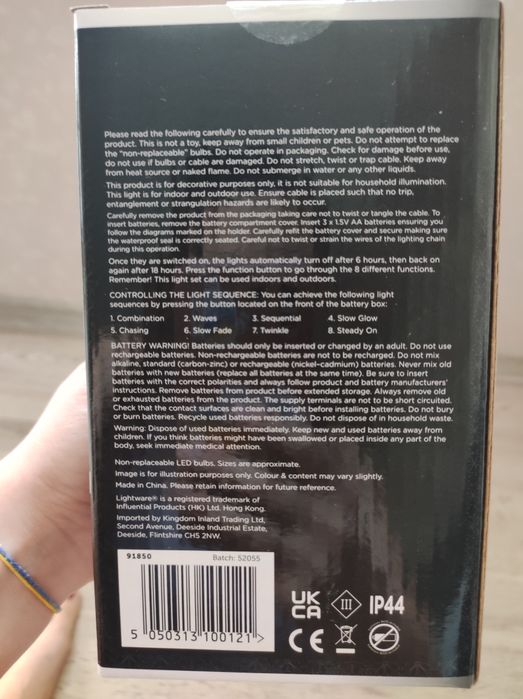 Please read the following carefully to ensure the satisfactory and safe operation of the
product. This is not a toy, keep away from small children or pets. Do not attempt to replace
the "non-replaceable" bulbs. Do not operate in packaging. Check for damage before use,
do not use if bulbs or cable are damaged. Do not stretch, twist or trap cable. Keep away
from heat source or naked flame. Do not submerge in water or any other liquids.
This product is for decorative purposes only, it is not suitable for household illumination.
This light is for indoor and outdoor use. Ensure cable is placed such that no trip,
entanglement or strangulation hazards are likely to occur.
Carefully remove the product from the packaging taking care not to twist or tangle the cable. To
insert batteries, remove the battery compartment cover. Insert 3 x 1.5V AA batteries ensuring you
follow the diagrams marked on the holder. Carefully refit the battery cover and secure making sure
the waterproof seal is correctly seated. Careful not to twist or strain the wires of the lighting chain
during this operation.
Once they are switched on, the lights automatically turn off after 6 hours, then back on
again after 18 hours. Press the function button to go through the 8 different functions.
Remember! This light set can be used indoors and outdoors.
CONTROLLING THE LIGHT SEQUENCE: You can achieve the following light
sequences by pressing the button located on the front of the battery box:
1. Combination 2. Waves 3. Sequential 4. Slow Glow
5. Chasing 6. Slow Fade 7. Twinkle 8. Steady On
BATTERY WARNING! Batteries should only be inserted or changed by an adult. Do not use
rechargeable batteries. Non-rechargeable batteries are not to be recharged. Do not mix
alkaline, standard (carbon-zinc) or rechargeable (nickel-cadmium) batteries. Never mix old
batteries with new batteries (replace all batteries at the same time). Be sure to insert
batteries with the correct polarities and always follow product and battery manufacturers'
instructions. Remove batteries from product before extended storage. Always remove old
or exhausted batteries from the product. The supply terminals are not to be short circuited.
Check that the contact surfaces are clean and bright before installing batteries. Do not bury
or burn batteries. Recycle used batteries responsibly. Do not dispose of in household waste.
Warning: Dispose of used batteries immediately. Keep new and used batteries away from
children. If you think batteries might have been swallowed or placed inside any part of the
body, seek immediate medical attention.
Non-replaceable LED bulbs. Sizes are approximate.
Image is for illustration purposes only. Colour & content may vary slightly.
Made in China. Please retain information for future reference.
Lightware® is a registered trademark of
Influential Products (HK) Ltd. Hong Kong.
Imported by Kingdom Inland Trading Ltd,
Second Avenue, Deeside Industrial Estate,
Deeside, Flintshire CH5 2NW.
91850 Batch: 52055
5 050313 100121 >
UK
CA
III
IP44
CE